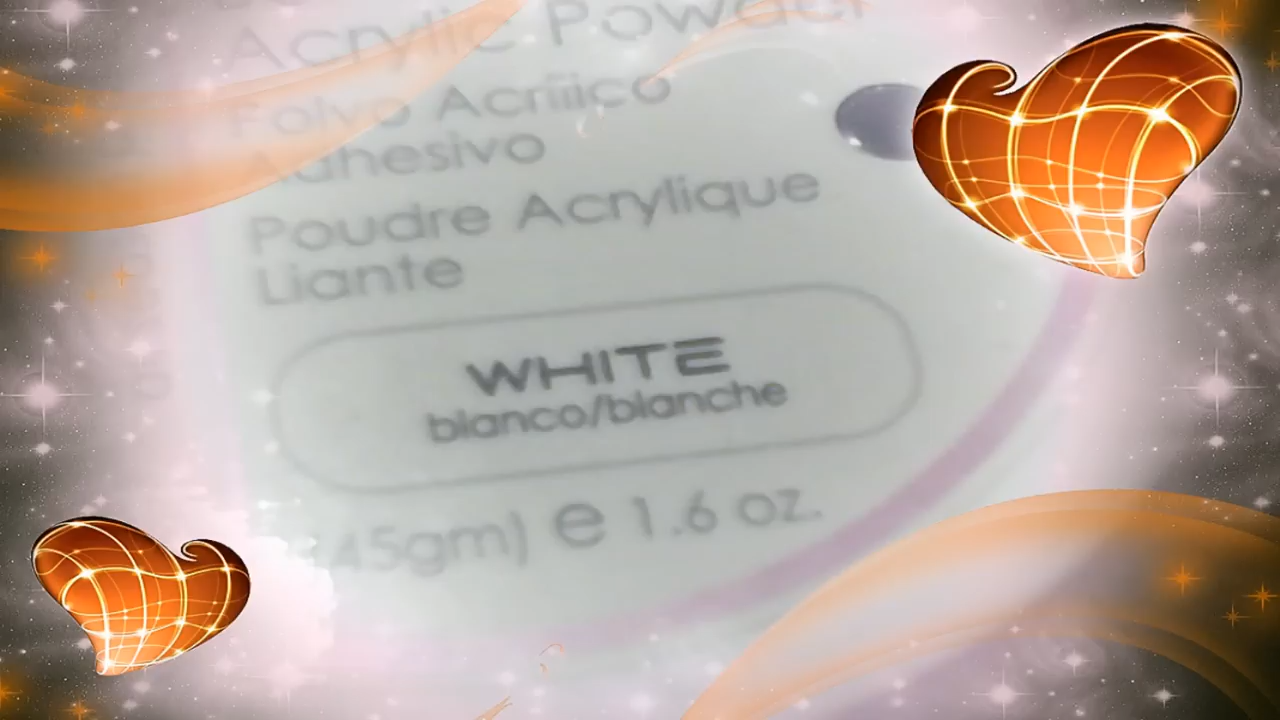 Acrylic Powder
Polvo Acrílico
Adhesivo
Poudre Acrylique
Liante
WHITE
blanco/blanche
45gm) e 1.6 oz.